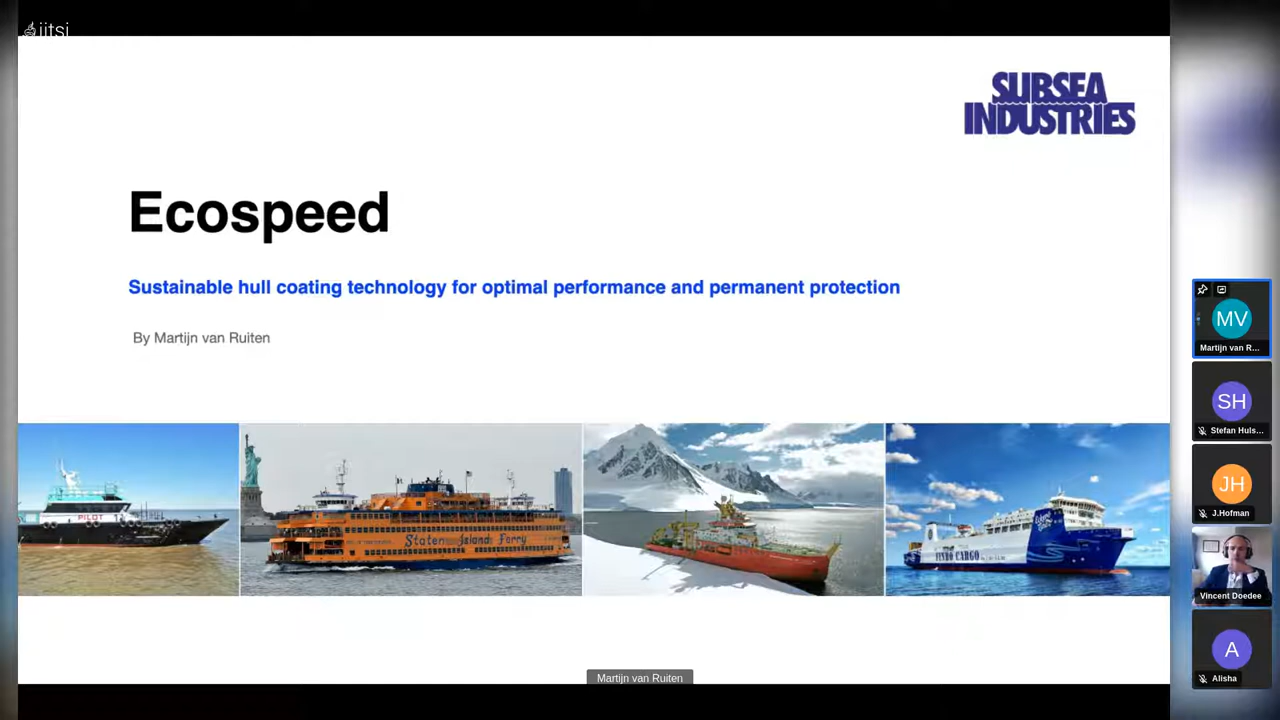 jitsi
SUBSEA
INDUSTRIES
Ecospeed
Sustainable hull coating technology for optimal performance and permanent protection
By Martijn van Ruiten
PILOT
Staten Island Ferry
FINNO CARGO
Martijn van Ruiten
MV
Martijn van R...
SH
Stefan Huls...
JH
J.Hofman
Vincent Doedee
A
Alisha